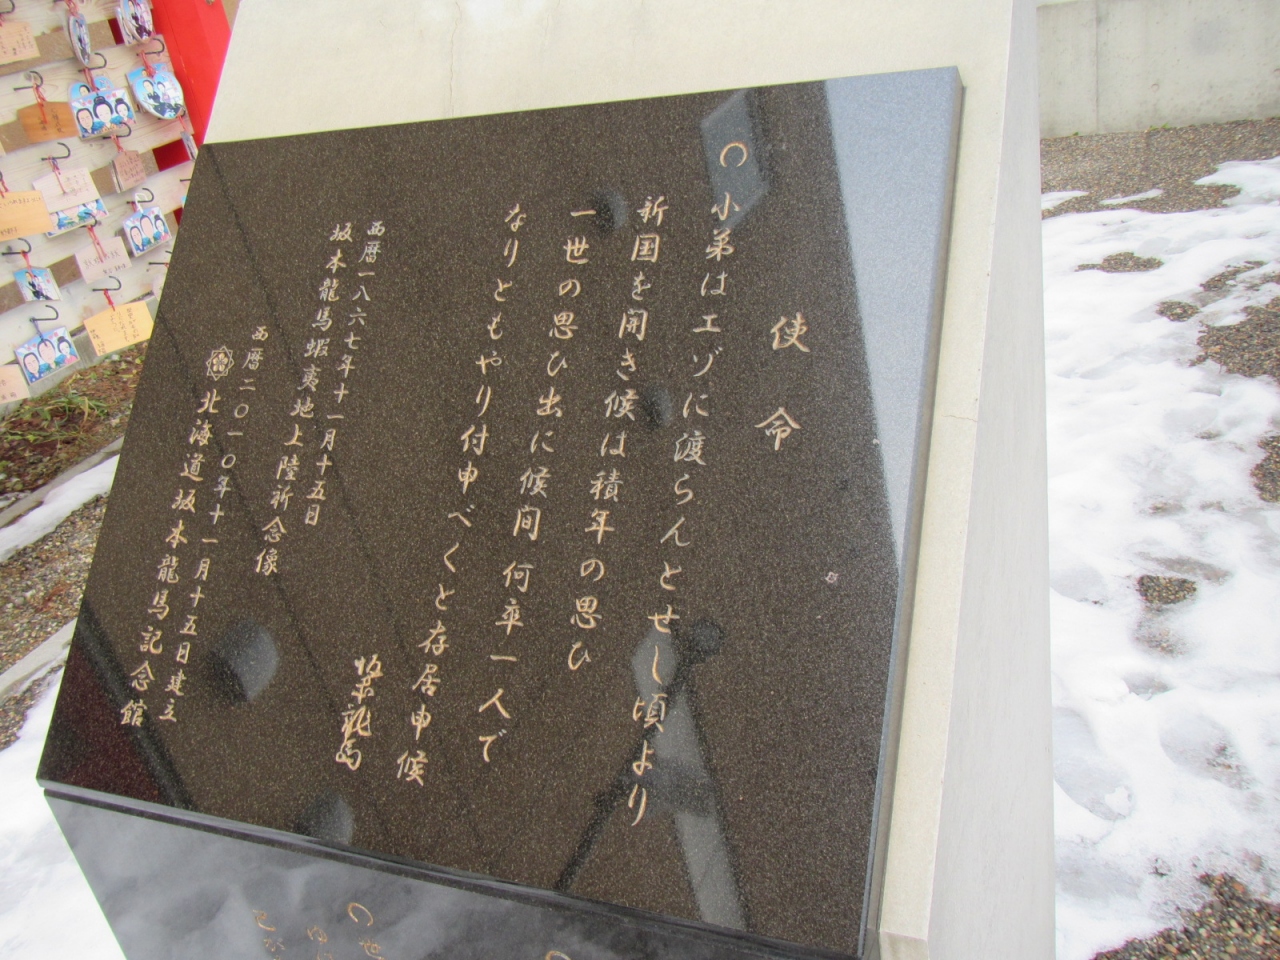 使命
〇小弟はエゾに渡らんとせし頃より
新国を開き候は積年の思ひ
一世の思ひ出に候間 何卒一人で
なりともやり付申べくと存居申候
坂本龍馬
西暦一八六七年十一月十五日
坂本龍馬蝦夷地上陸祈念像
西暦二〇一〇年十一月十五日建立
北海道坂本龍馬記念館
〇世